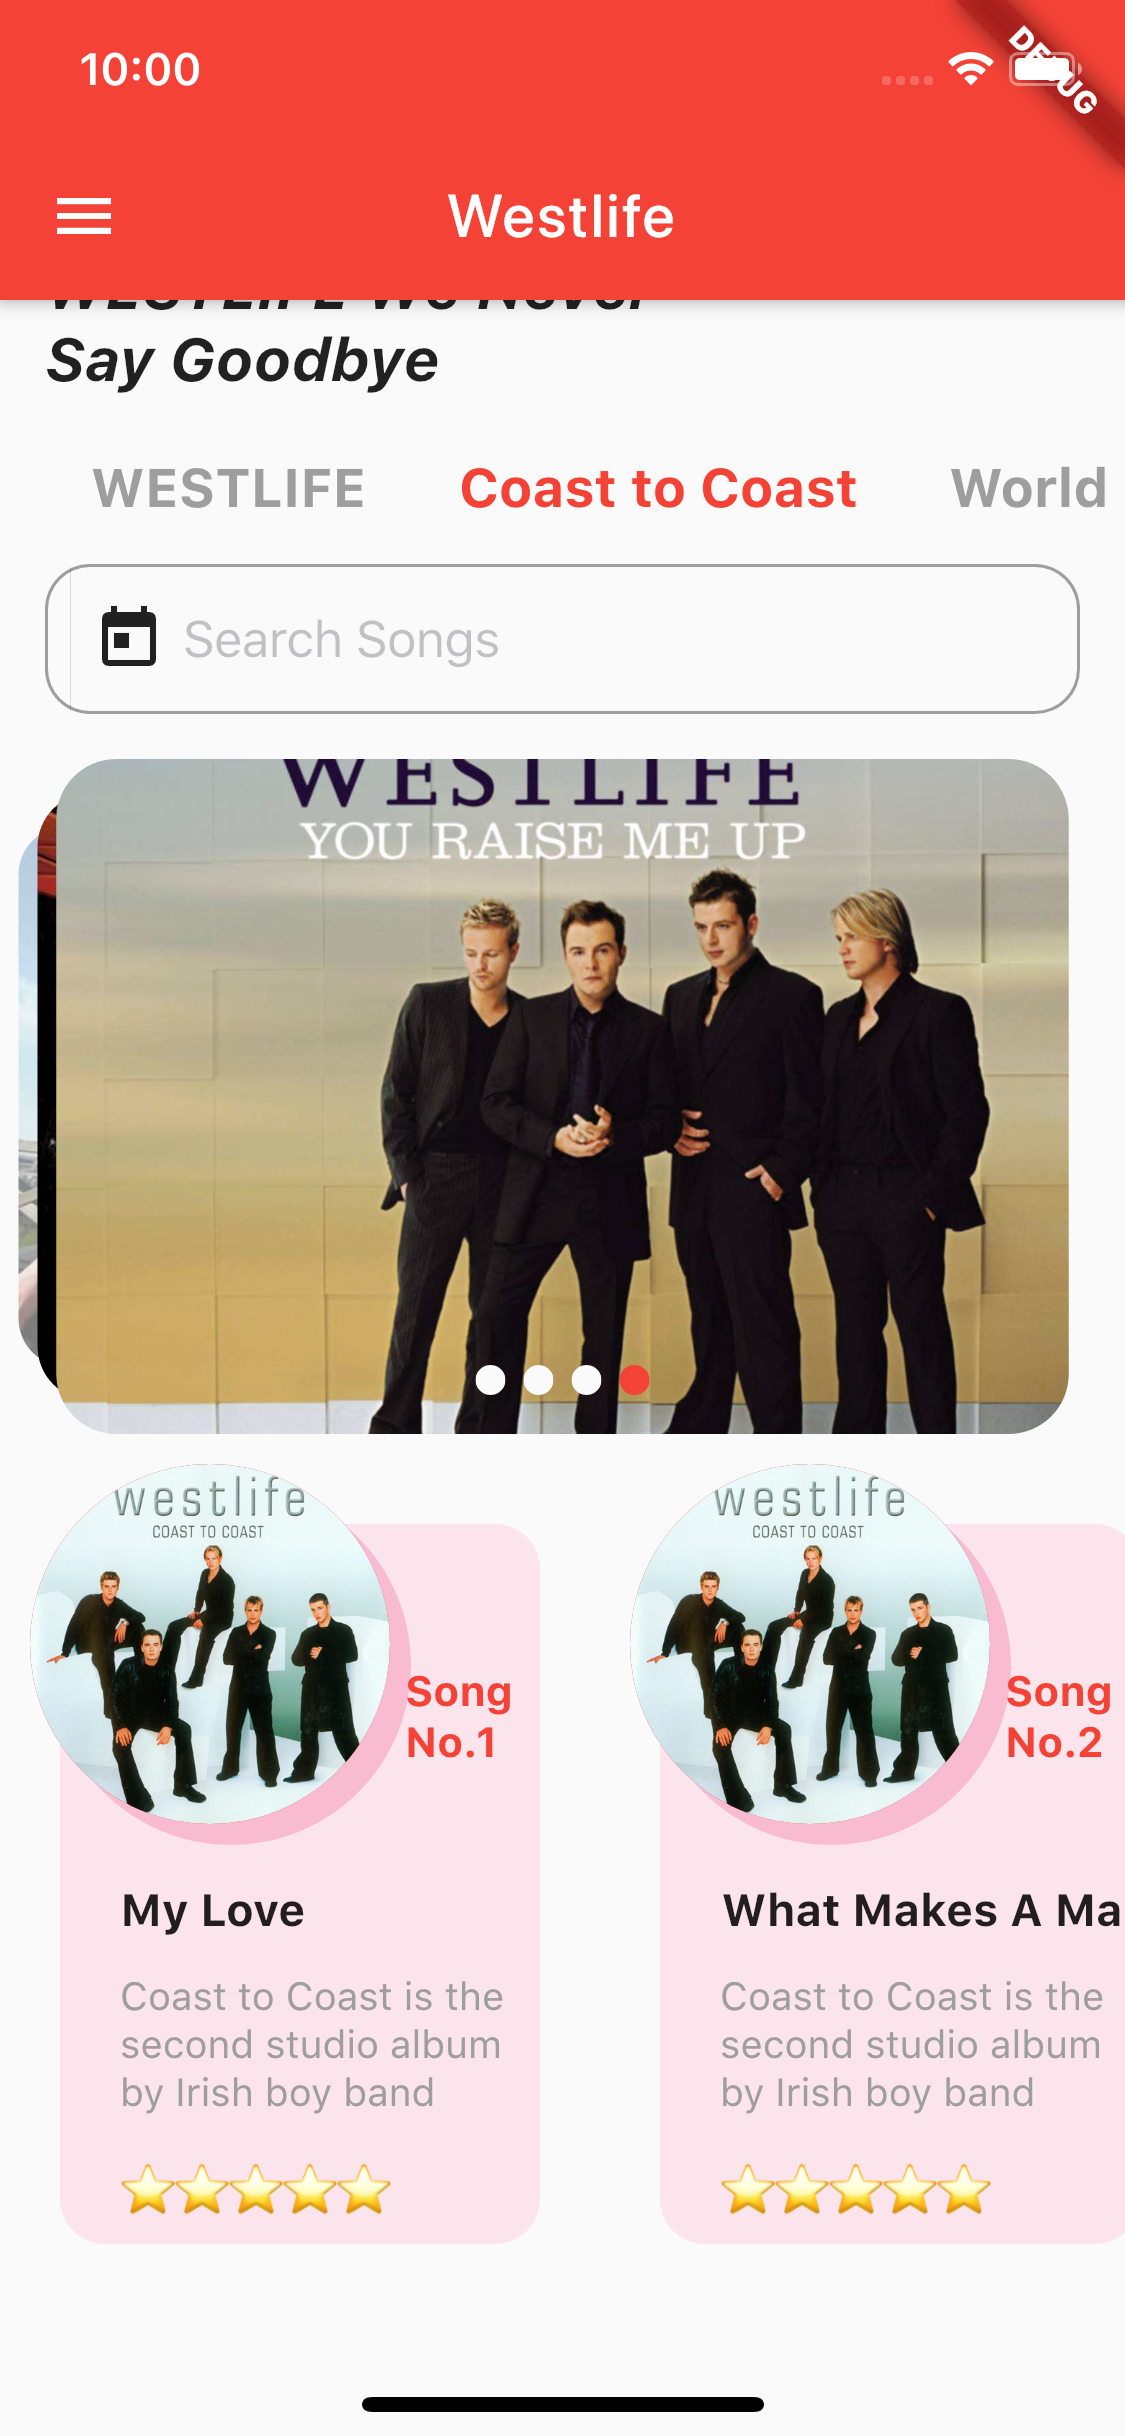 10:00
DEBUG
Westlife
WESTLIFE We Never
Say Goodbye
WESTLIFE
Coast to Coast
World
Search Songs
WESTLIFE
YOU RAISE ME UP
westlife
COAST TO COAST
Song
No.1
My Love
Coast to Coast is the
second studio album
by Irish boy band
westlife
COAST TO COAST
Song
No.2
What Makes A Ma
Coast to Coast is the
second studio album
by Irish boy band